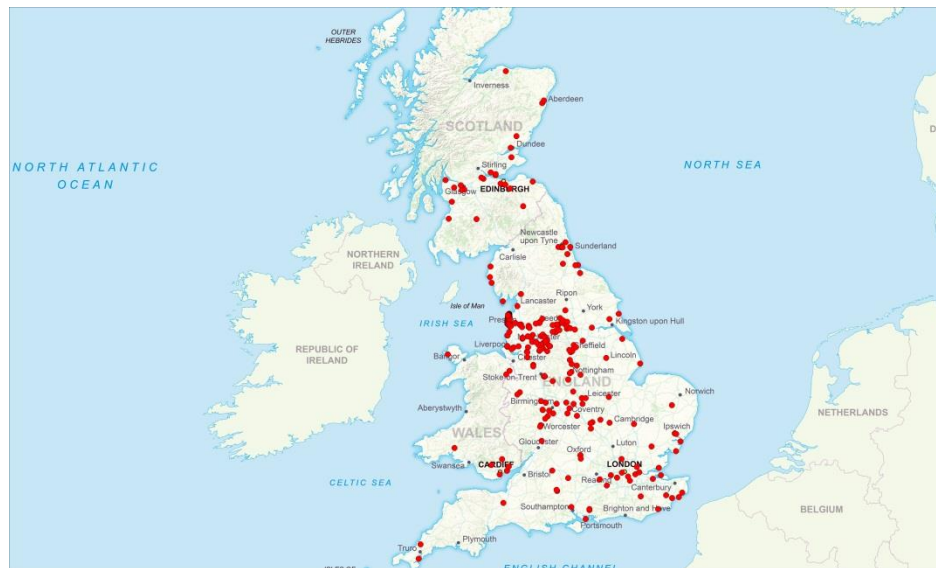 OUTER
HEBRIDES
Inverness
Aberdeen
SCOTLAND
NORTH ATLANTIC
OCEAN
NORTH SEA
Dundee
Stirling
Glasgow
EDINBURGH
Newcastle
upon Tyne
Sunderland
Carlisle
NORTHERN
IRELAND
Isle of Man
Ripon
Lancaster
York
IRISH SEA
Kingston upon Hull
REPUBLIC OF
IRELAND
Liverpool
Bangor
Chester
Sheffield
Lincoln
Nottingham
Stoke-on-Trent
ENGLAND
Norwich
Leicester
Birmingham
Coventry
Aberystwyth
WALES
Worcester
Cambridge
Ipswich
NETHERLANDS
Gloucester
Luton
Oxford
Swansea
CARDIFF
LONDON
Bristol
Reading
Canterbury
CELTIC SEA
Southampton
Brighton and Hove
Portsmouth
BELGIUM
Plymouth
Truro
ENGLISH CHANNEL